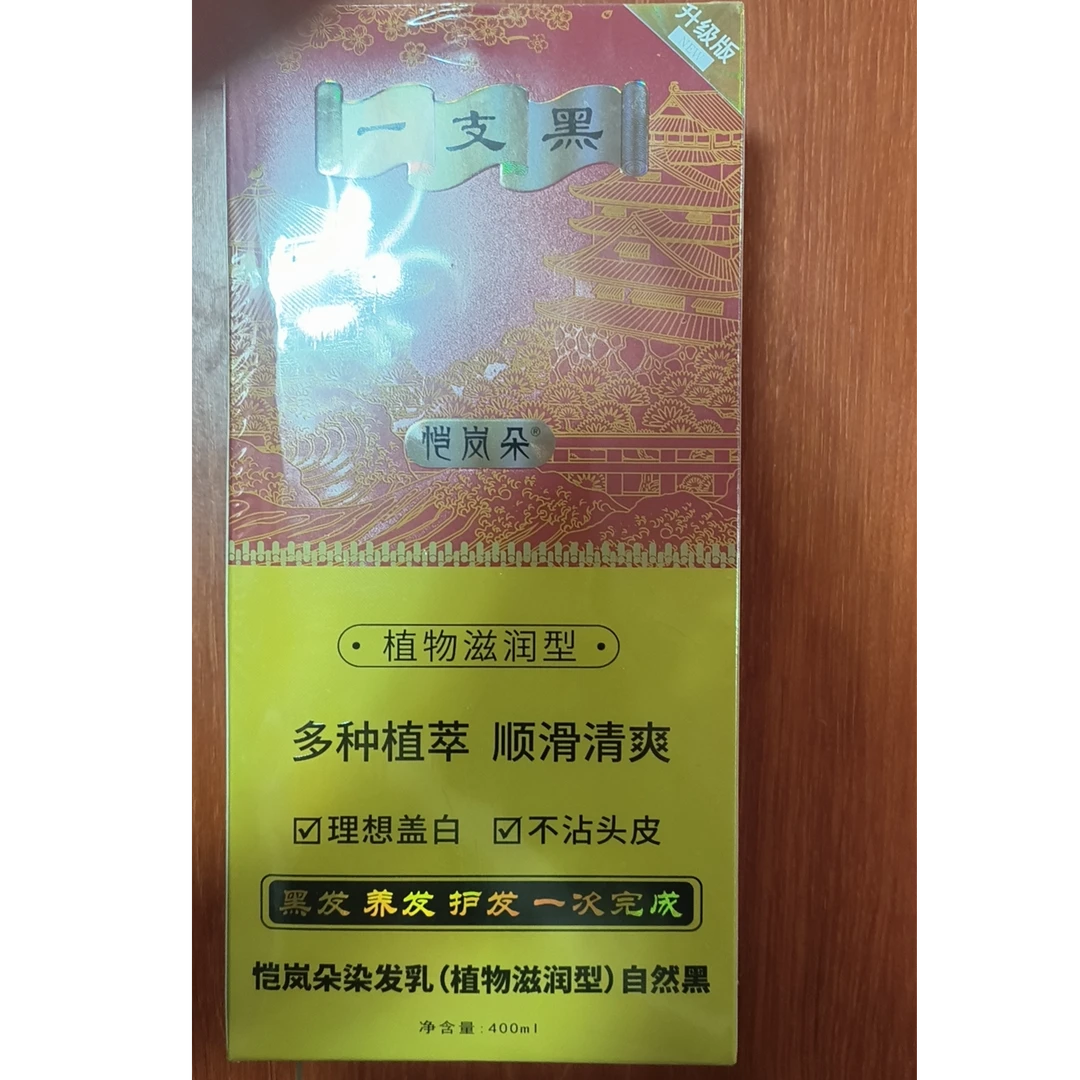 升级版
NEW
一支黑
恺岚朵®
·植物滋润型·
多种植萃 顺滑清爽
☑理想盖白 ☑不沾头皮
黑发 养发 护发 一次完成
恺岚朵染发乳(植物滋润型)自然黑
净含量:400ml